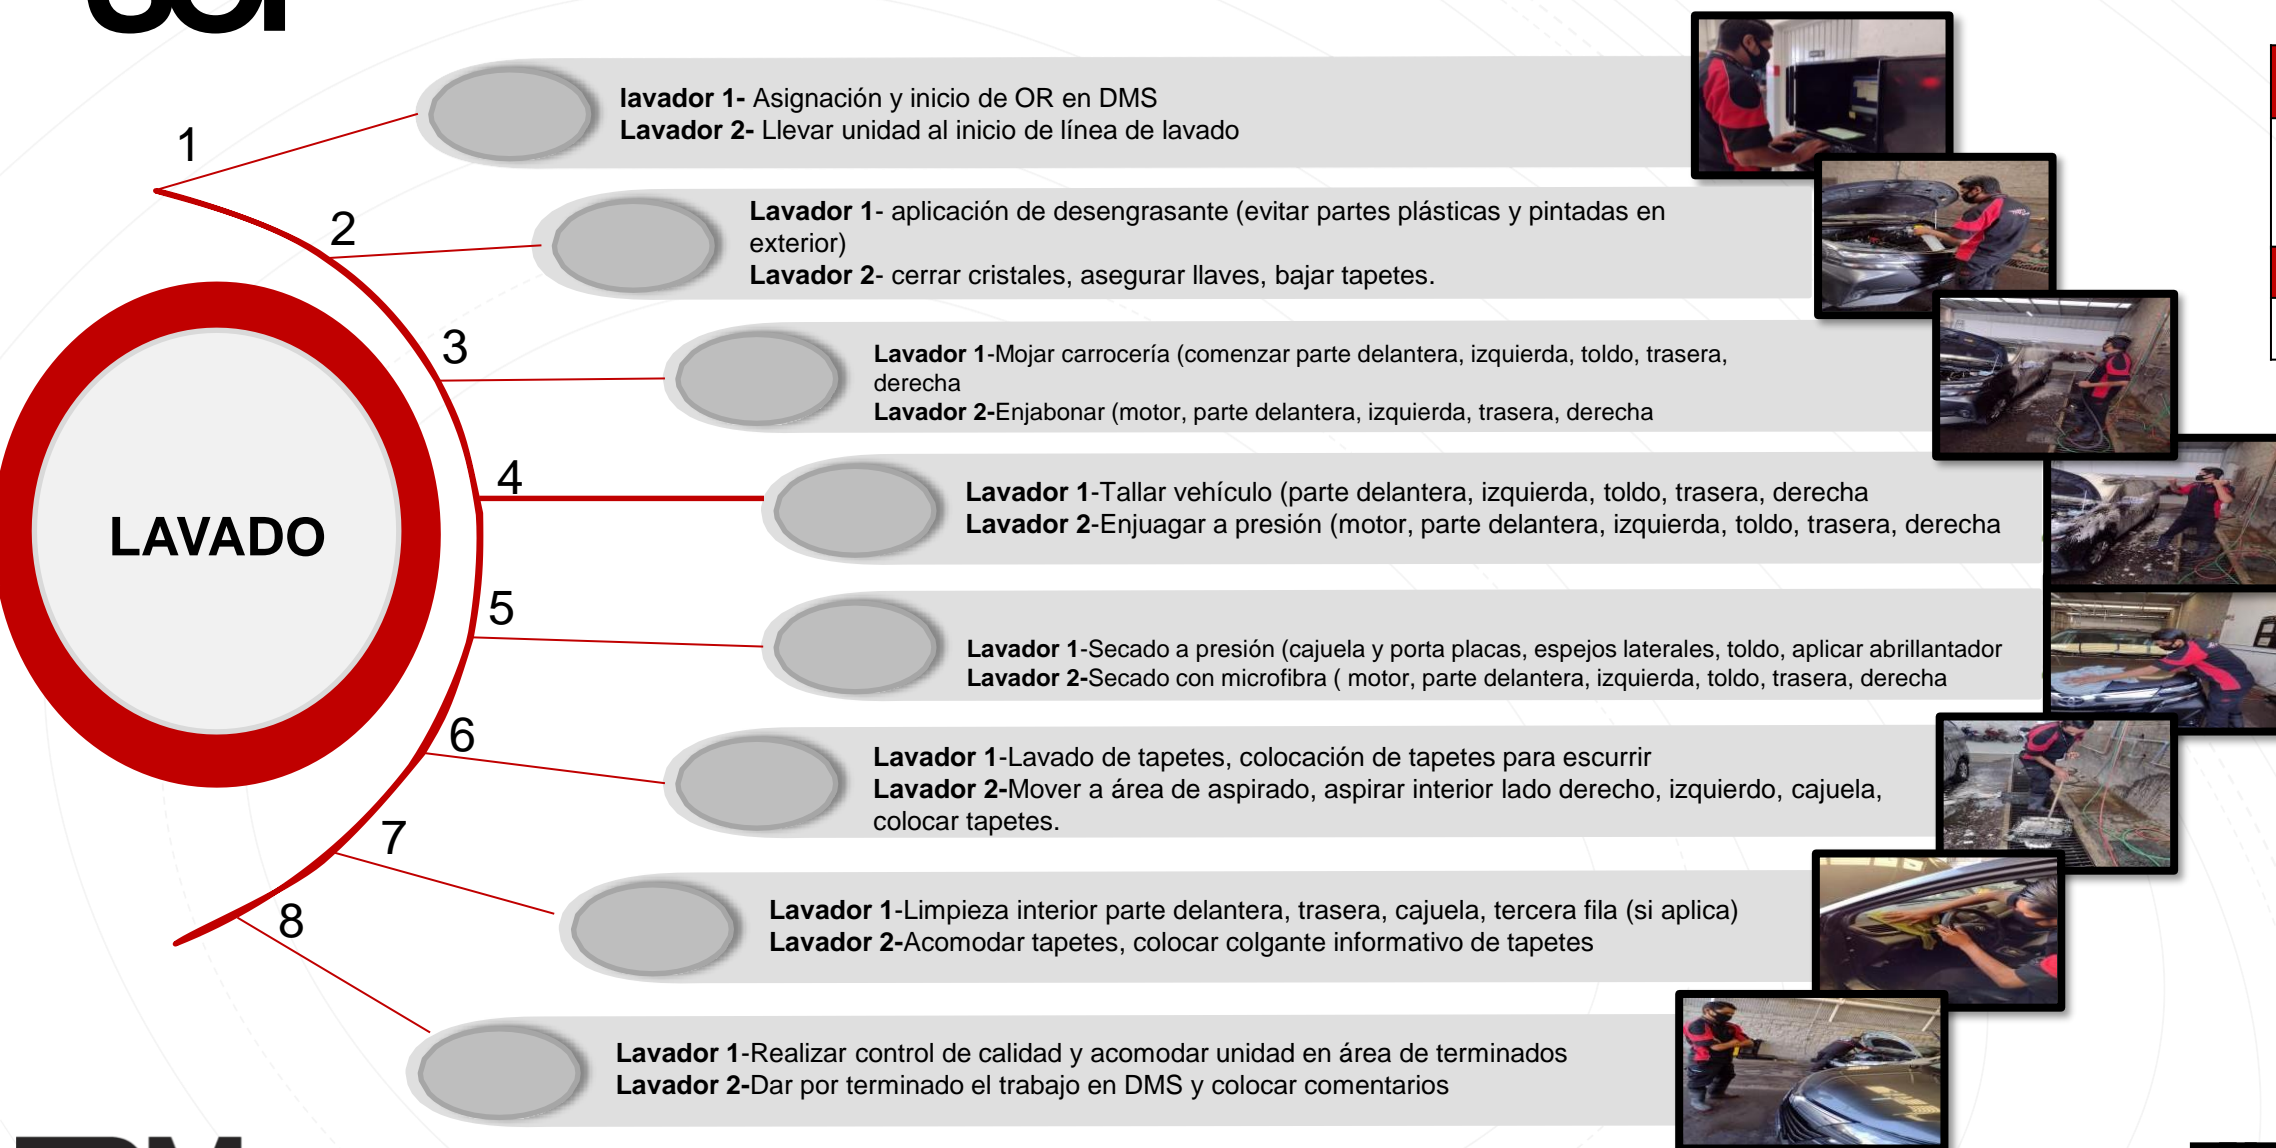 1
lavador 1- Asignación y inicio de OR en DMS
Lavador 2- Llevar unidad al inicio de línea de lavado
2
Lavador 1- aplicación de desengrasante (evitar partes plásticas y pintadas en
exterior)
Lavador 2- cerrar cristales, asegurar llaves, bajar tapetes.
3
Lavador 1-Mojar carrocería (comenzar parte delantera, izquierda, toldo, trasera,
derecha
Lavador 2-Enjabonar (motor, parte delantera, izquierda, trasera, derecha
4
Lavador 1-Tallar vehículo (parte delantera, izquierda, toldo, trasera, derecha
Lavador 2-Enjuagar a presión (motor, parte delantera, izquierda, toldo, trasera, derecha
LAVADO
5
Lavador 1-Secado a presión (cajuela y porta placas, espejos laterales, toldo, aplicar abrillantador
Lavador 2-Secado con microfibra ( motor, parte delantera, izquierda, toldo, trasera, derecha
6
Lavador 1-Lavado de tapetes, colocación de tapetes para escurrir
Lavador 2-Mover a área de aspirado, aspirar interior lado derecho, izquierdo, cajuela,
colocar tapetes.
7
Lavador 1-Limpieza interior parte delantera, trasera, cajuela, tercera fila (si aplica)
Lavador 2-Acomodar tapetes, colocar colgante informativo de tapetes
8
Lavador 1-Realizar control de calidad y acomodar unidad en área de terminados
Lavador 2-Dar por terminado el trabajo en DMS y colocar comentarios